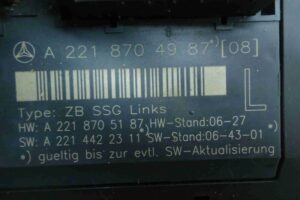 A 221 870 49 87 [08]
Type: ZB SSG Links
L
HW: A 221 870 51 87*) HW-Stand:06-27
SW: A 221 442 23 11 SW-Stand:06-43-01*)
*) gueltig bis zur evtl. SW-Aktualisierung